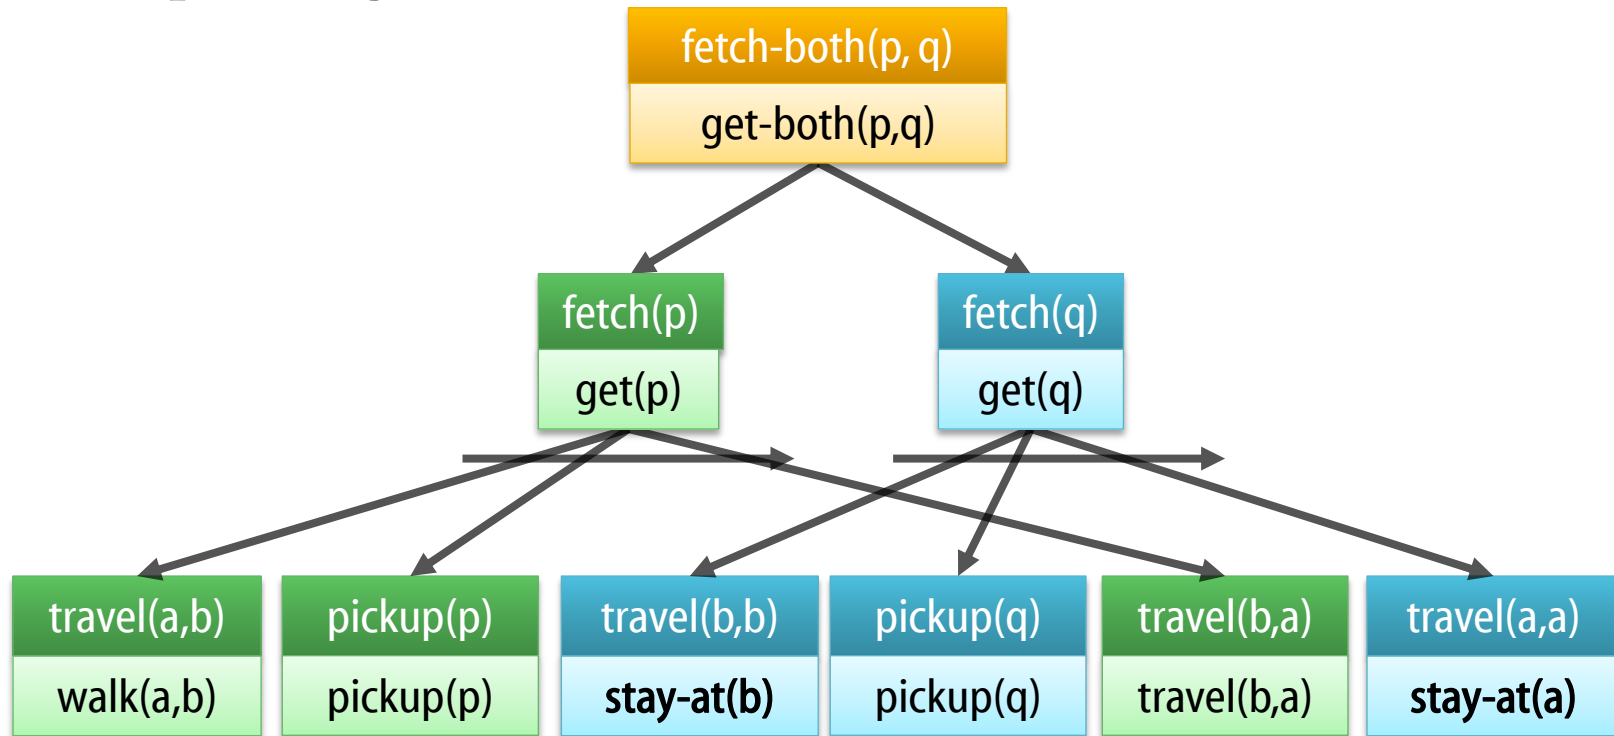 fetch-both(p, q)
get-both(p,q)
fetch(p)
get(p)
fetch(q)
get(q)
travel(a,b)
walk(a,b)
pickup(p)
pickup(p)
travel(b,b)
stay-at(b)
pickup(q)
pickup(q)
travel(b,a)
travel(b,a)
travel(a,a)
stay-at(a)